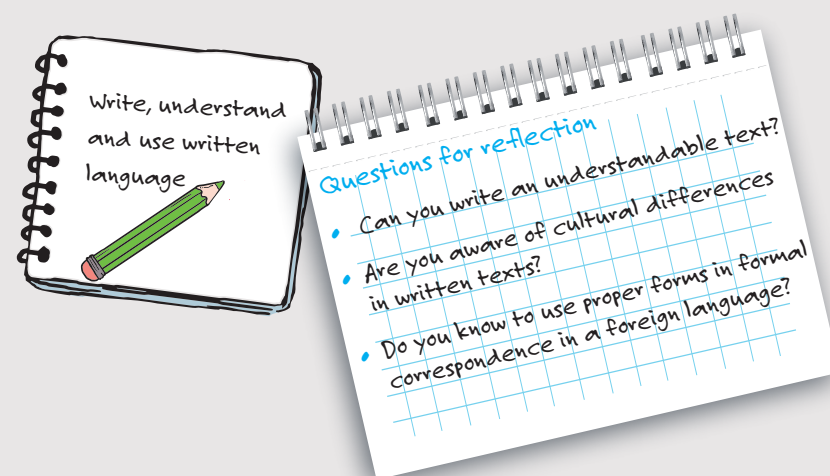 Write, understand
and use written
language
Questions for reflection
• Can you write an understandable text?
• Are you aware of cultural differences
in written texts?
• Do you know to use proper forms in formal
correspondence in a foreign language?